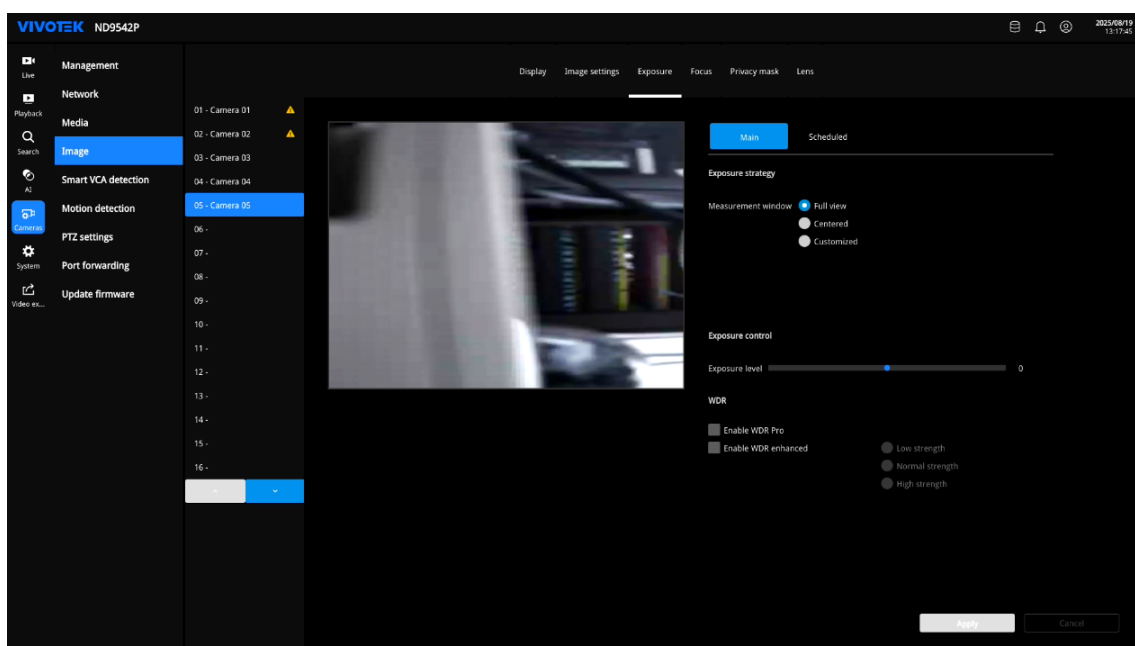 VIVOTEK ND9542P
2025/08/19
13:17:45
Live
Playback
Search
AI
Cameras
System
Video ex...
Management
Network
Media
Image
Smart VCA detection
Motion detection
PTZ settings
Port forwarding
Update firmware
Display Image settings Exposure Focus Privacy mask Lens
01 - Camera 01
02 - Camera 02
03 - Camera 03
04 - Camera 04
05 - Camera 05
06 -
07 -
08 -
09 -
10 -
11 -
12 -
13 -
14 -
15 -
16 -
Main Scheduled
Exposure strategy
Measurement window Full view
Centered
Customized
Exposure control
Exposure level 0
WDR
Enable WDR Pro
Enable WDR enhanced Low strength
Normal strength
High strength
Apply Cancel